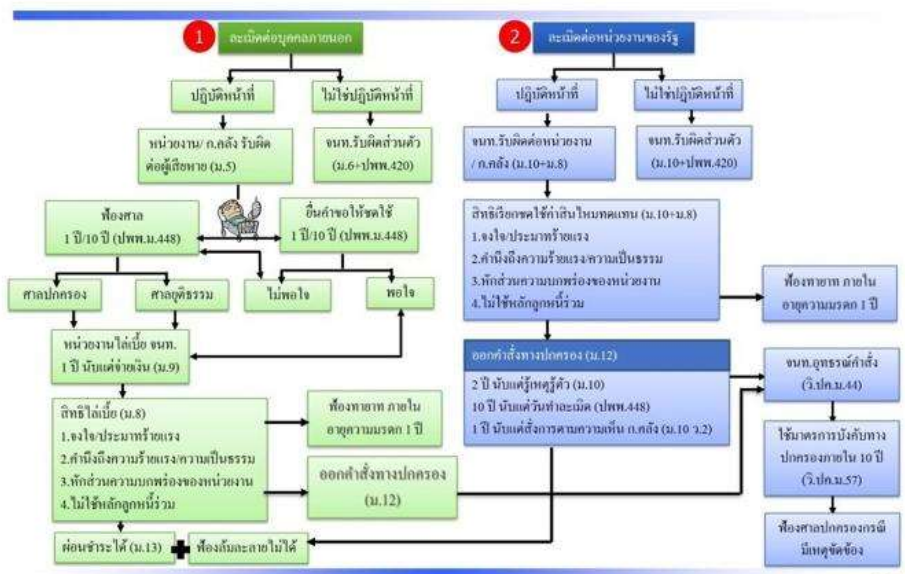 1
ละเมิดต่อบุคคลภายนอก
ปฏิบัติหน้าที่
ไม่ใช่ปฏิบัติหน้าที่
หน่วยงาน/ ก.คลัง รับผิด
ต่อผู้เสียหาย (ม.5)
จนท.รับผิดส่วนตัว
(ม.6+ปพพ.420)
ฟ้องศาล
1 ปี/10 ปี (ปพพ.ม.448)
ยื่นคำขอให้ชดใช้
1 ปี/10 ปี (ปพพ.ม.448)
ศาลปกครอง
ศาลยุติธรรม
ไม่พอใจ
พอใจ
หน่วยงานไล่เบี้ย จนท.
1 ปี นับแต่จ่ายเงิน (ม.9)
สิทธิไล่เบี้ย (ม.8)
1.จงใจ/ประมาทร้ายแรง
2.คำนึงถึงความร้ายแรง/ความเป็นธรรม
3.หักส่วนความบกพร่องของหน่วยงาน
4.ไม่ใช้หลักลูกหนี้ร่วม
ฟ้องทายาท ภายใน
อายุความมรดก 1 ปี
ออกคำสั่งทางปกครอง
(ม.12)
ผ่อนชำระได้ (ม.13)
ฟ้องล้มละลายไม่ได้
2
ละเมิดต่อหน่วยงานของรัฐ
ปฏิบัติหน้าที่
ไม่ใช่ปฏิบัติหน้าที่
จนท.รับผิดต่อหน่วยงาน
/ ก.คลัง (ม.10+ม.8)
จนท.รับผิดส่วนตัว
(ม.10+ปพพ.420)
สิทธิเรียกชดใช้ค่าสินไหมทดแทน (ม.10+ม.8)
1.จงใจ/ประมาทร้ายแรง
2.คำนึงถึงความร้ายแรง/ความเป็นธรรม
3.หักส่วนความบกพร่องของหน่วยงาน
4.ไม่ใช้หลักลูกหนี้ร่วม
ฟ้องทายาท ภายใน
อายุความมรดก 1 ปี
ออกคำสั่งทางปกครอง (ม.12)
2 ปี นับแต่รู้เหตุรู้ตัว (ม.10)
10 ปี นับแต่วันทำละเมิด (ปพพ.448)
1 ปี นับแต่สั่งการตามความเห็น ก.คลัง (ม.10 ว.2)
จนท.อุทธรณ์คำสั่ง
(วิ.ปค.ม.44)
ใช้มาตรการบังคับทาง
ปกครองภายใน 10 ปี
(วิ.ปค.ม.57)
ฟ้องศาลปกครองกรณี
มีเหตุขัดข้อง